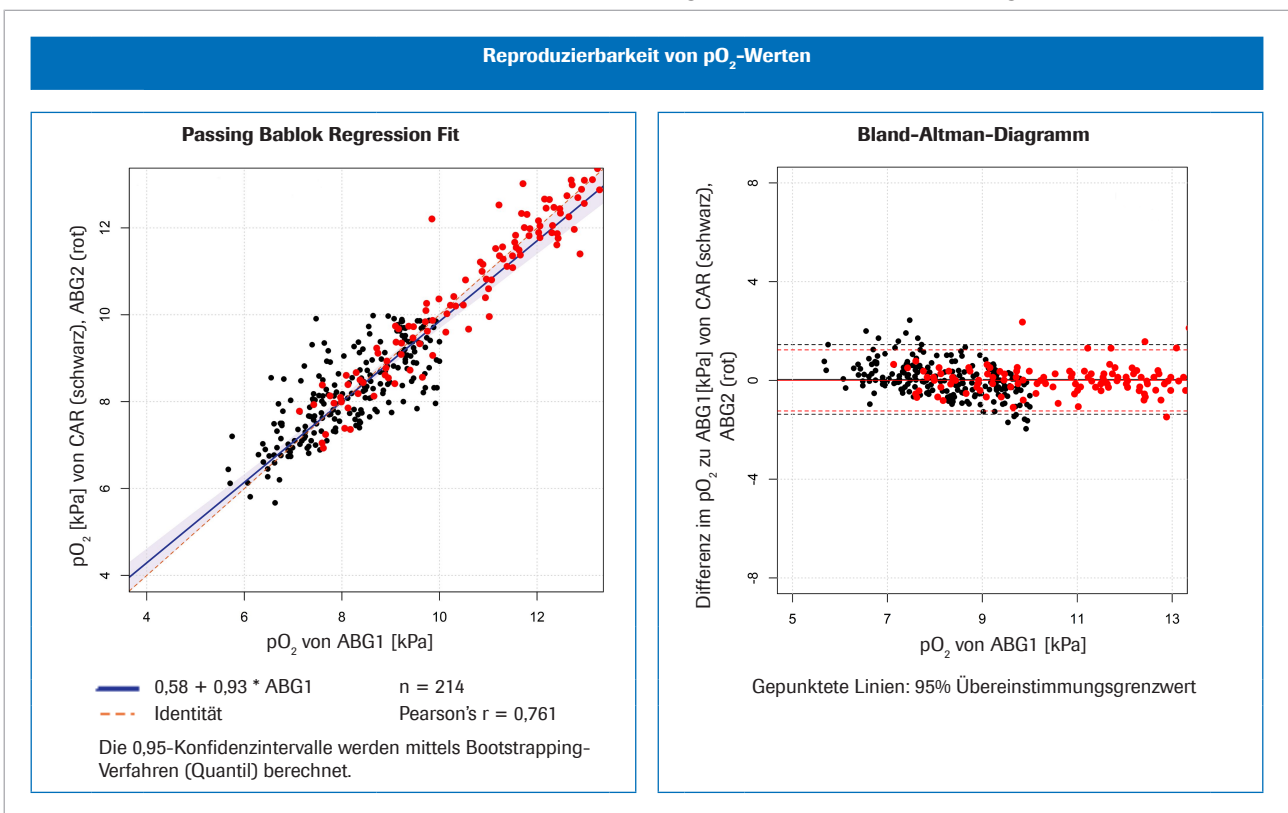 Reproduzierbarkeit von pO₂-Werten
Passing Bablok Regression Fit
pO₂ [kPa] von CAR (schwarz), ABG2 (rot)
12
10
8
6
4
4 6 8 10 12
pO₂ von ABG1 [kPa]
0,58 + 0,93 * ABG1 n = 214
Identität Pearson's r = 0,761
Die 0,95-Konfidenzintervalle werden mittels Bootstrapping-
Verfahren (Quantil) berechnet.
Bland-Altman-Diagramm
Differenz im pO₂ zu ABG1[kPa] von CAR (schwarz),
ABG2 (rot)
8
4
0
-4
-8
5 7 9 11 13
pO₂ von ABG1 [kPa]
Gepunktete Linien: 95% Übereinstimmungsgrenzwert